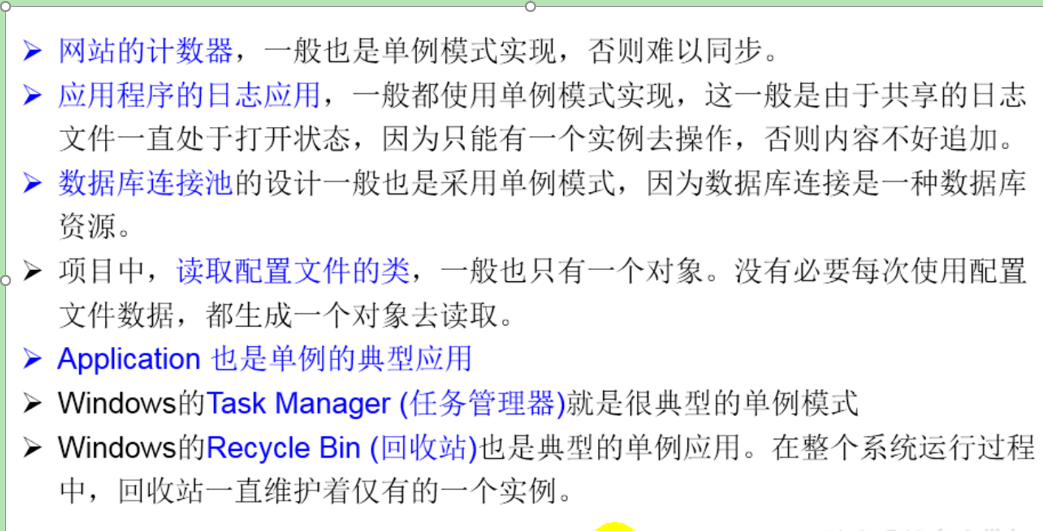 ➢ 网站的计数器，一般也是单例模式实现，否则难以同步。
➢ 应用程序的日志应用，一般都使用单例模式实现，这一般是由于共享的日志
文件一直处于打开状态，因为只能有一个实例去操作，否则内容不好追加。
➢ 数据库连接池的设计一般也是采用单例模式，因为数据库连接是一种数据库
资源。
➢ 项目中，读取配置文件的类，一般也只有一个对象。没有必要每次使用配置
文件数据，都生成一个对象去读取。
➢ Application 也是单例的典型应用
➢ Windows的Task Manager (任务管理器)就是很典型的单例模式
➢ Windows的Recycle Bin (回收站)也是典型的单例应用。在整个系统运行过程
中，回收站一直维护着仅有的一个实例。